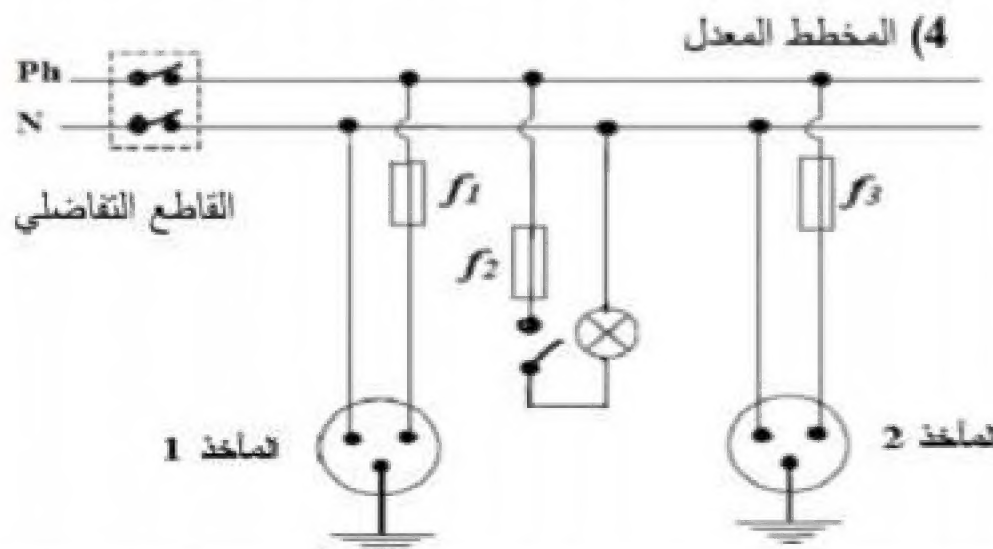 4) المخطط المعدل
Ph
N
القاطع التفاضلي
f1
f2
f3
المأخذ 1
المأخذ 2